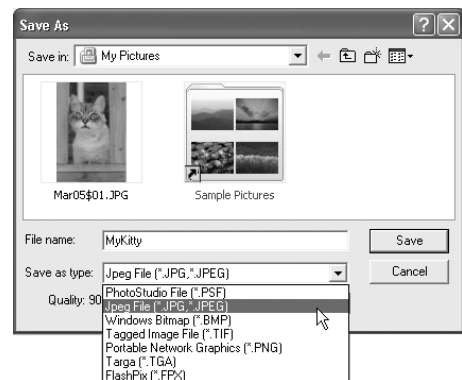 Save As
Save in: My Pictures
Mar05$01.JPG Sample Pictures
File name: MyKitty Save
Save as type: Jpeg File (*.JPG,*.JPEG) Cancel
Quality: 90
PhotoStudio File (*.PSF)
Jpeg File (*.JPG,*.JPEG)
Windows Bitmap (*.BMP)
Tagged Image File (*.TIF)
Portable Network Graphics (*.PNG)
Targa (*.TGA)
FlashPix (*.FPX)